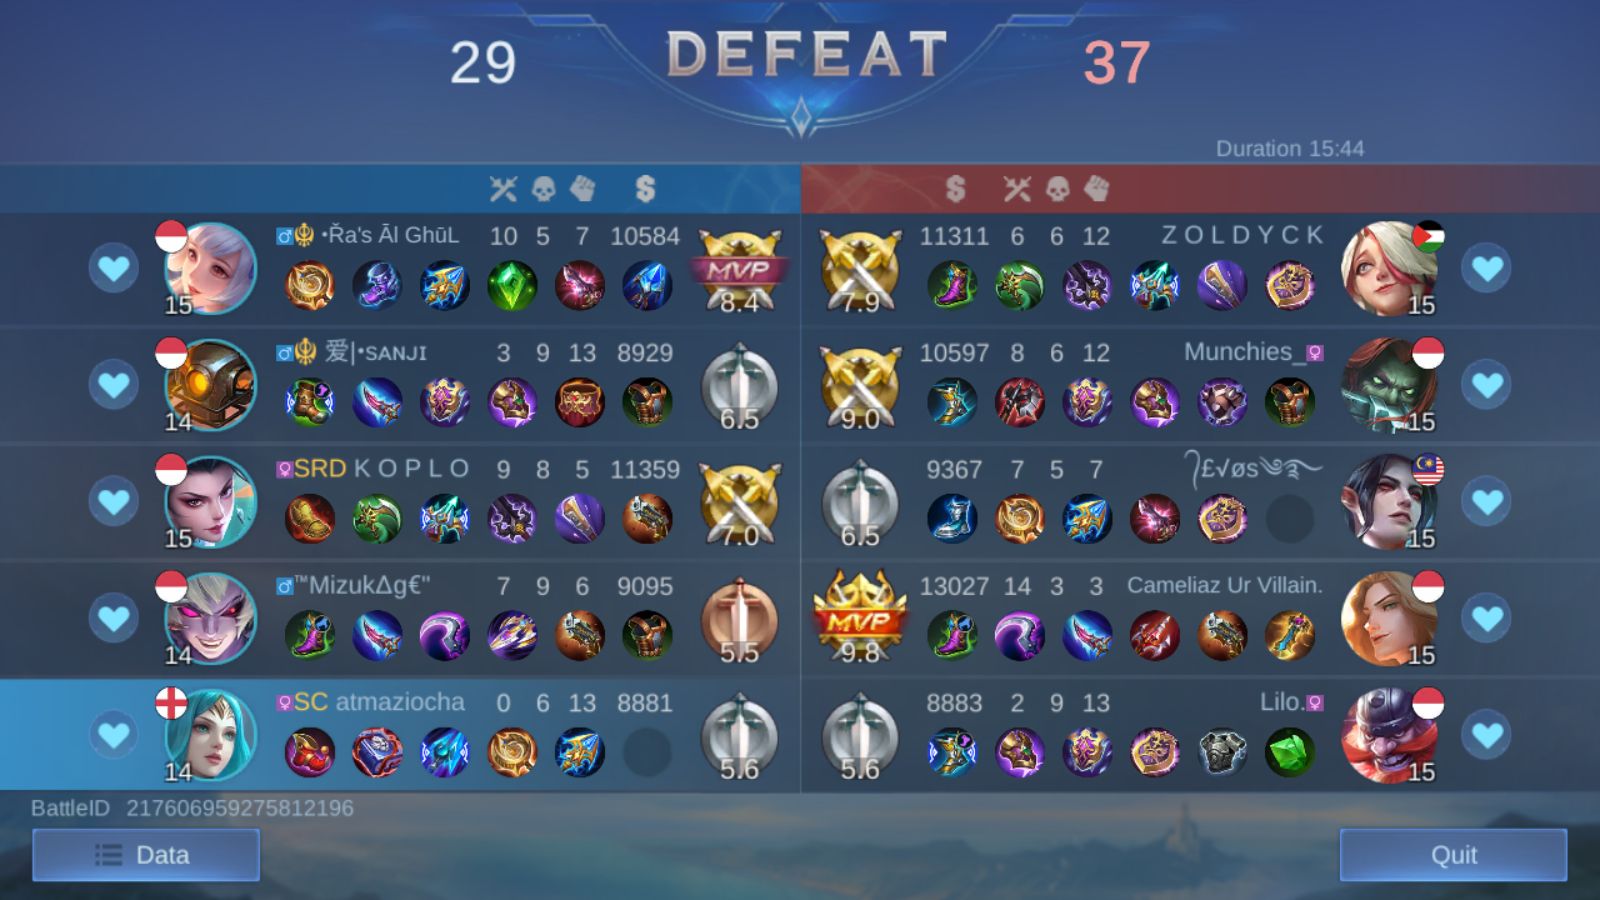 29 DEFEAT 37
Duration 15:44
•Řa's Āl GhūL 10 5 7 10584 MVP 8.4 15
7.9 11311 6 6 12 Z O L D Y C K 15
爱|•SANJI 3 9 13 8929 6.5 14
9.0 10597 8 6 12 Munchies_ 15
SRD K O P L O 9 8 5 11359 7.0 15
6.5 9367 7 5 7 15
™MizukΔg€" 7 9 6 9095 5.5 14
MVP 9.8 13027 14 3 3 Cameliaz Ur Villain. 15
SC atmaziocha 0 6 13 8881 5.6 14
5.6 8883 2 9 13 Lilo. 15
BattleID 217606959275812196
Data
Quit